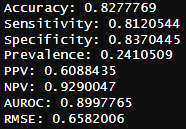 Accuracy: 0.8277769
Sensitivity: 0.8120544
Specificity: 0.8370445
Prevalence: 0.2410509
PPV: 0.6088435
NPV: 0.9290047
AUROC: 0.8997765
RMSE: 0.6582006